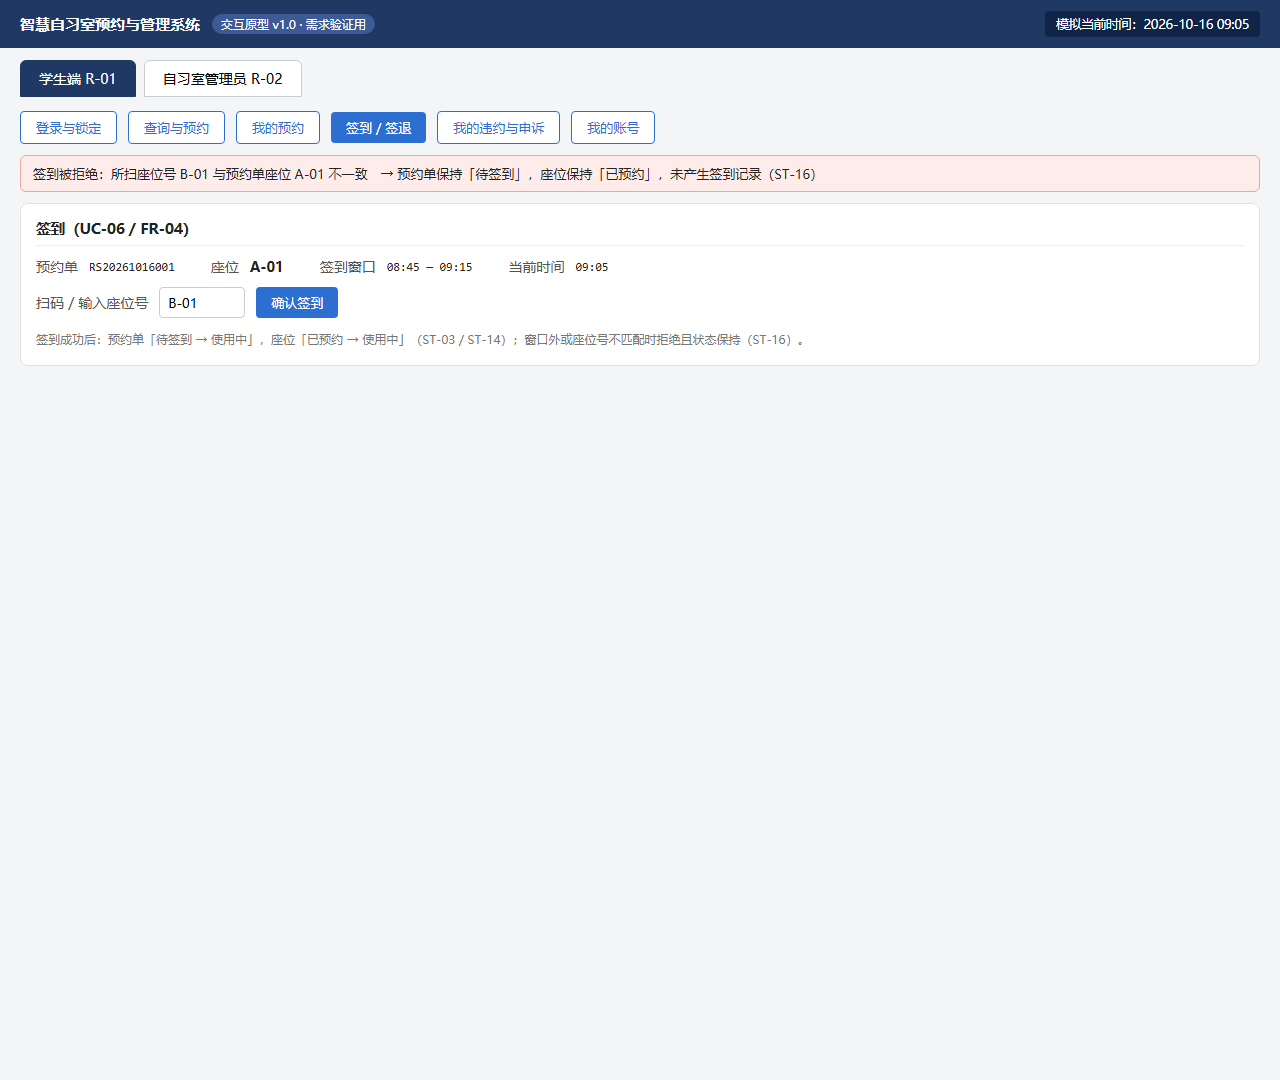 智慧自习室预约与管理系统 交互原型 v1.0 · 需求验证用 模拟当前时间：2026-10-16 09:05
学生端 R-01 自习室管理员 R-02
登录与锁定 查询与预约 我的预约 签到 / 签退 我的违约与申诉 我的账号
签到被拒绝：所扫座位号 B-01 与预约单座位 A-01 不一致 → 预约单保持「待签到」，座位保持「已预约」，未产生签到记录（ST-16）
签到（UC-06 / FR-04）
预约单 RS20261016001 座位 A-01 签到窗口 08:45 – 09:15 当前时间 09:05
扫码 / 输入座位号 B-01 确认签到
签到成功后：预约单「待签到 → 使用中」，座位「已预约 → 使用中」（ST-03 / ST-14）；窗口外或座位号不匹配时拒绝且状态保持（ST-16）。